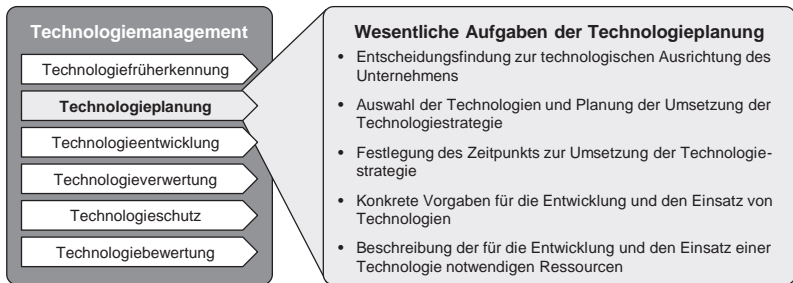 Technologiemanagement
Technologiefrüherkennung
Technologieplanung
Technologieentwicklung
Technologieverwertung
Technologieschutz
Technologiebewertung
Wesentliche Aufgaben der Technologieplanung
• Entscheidungsfindung zur technologischen Ausrichtung des
Unternehmens
• Auswahl der Technologien und Planung der Umsetzung der
Technologiestrategie
• Festlegung des Zeitpunkts zur Umsetzung der Technologie-
strategie
• Konkrete Vorgaben für die Entwicklung und den Einsatz von
Technologien
• Beschreibung der für die Entwicklung und den Einsatz einer
Technologie notwendigen Ressourcen